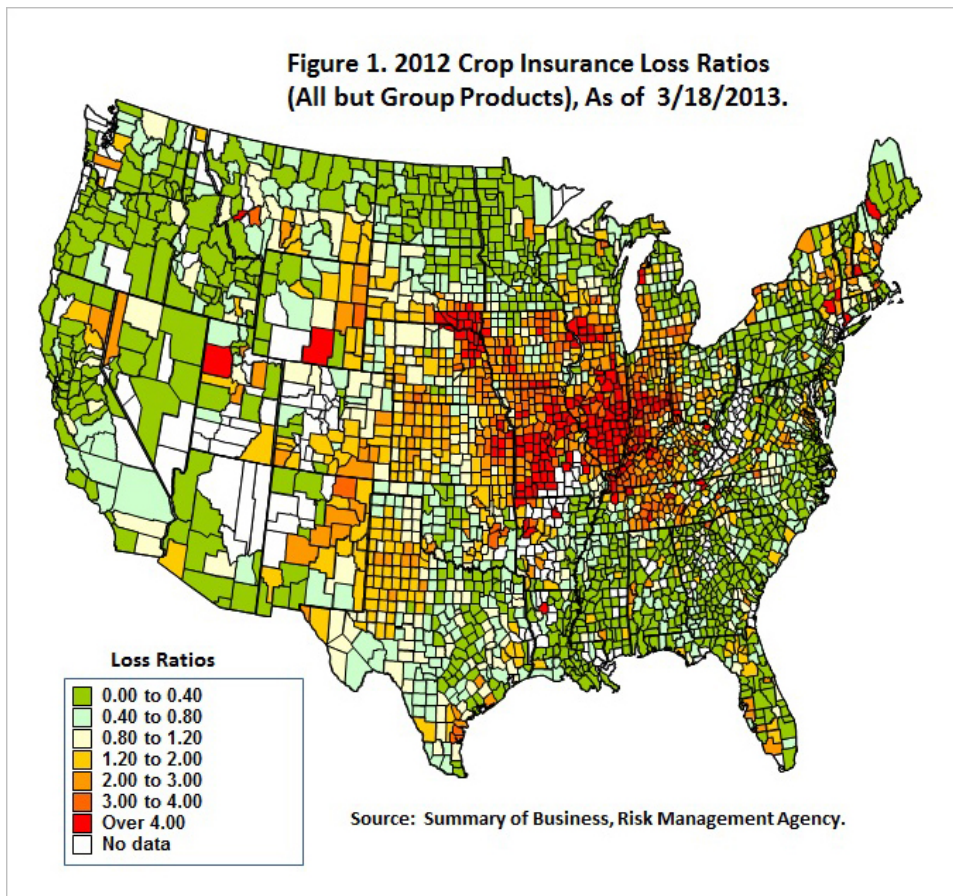 Figure 1. 2012 Crop Insurance Loss Ratios
(All but Group Products), As of 3/18/2013.
Loss Ratios
0.00 to 0.40
0.40 to 0.80
0.80 to 1.20
1.20 to 2.00
2.00 to 3.00
3.00 to 4.00
Over 4.00
No data
Source: Summary of Business, Risk Management Agency.